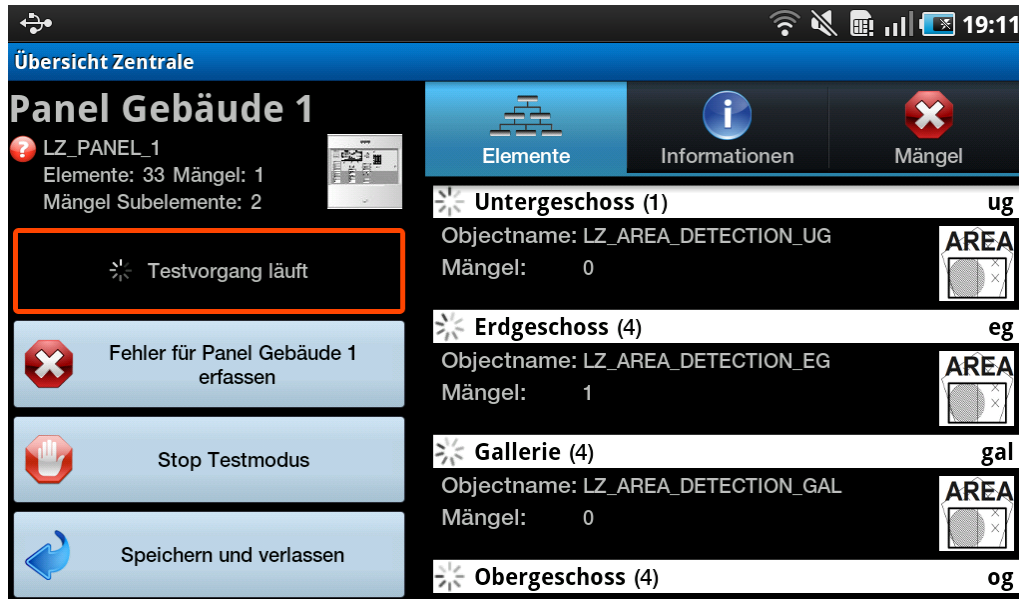 19:11
Übersicht Zentrale
Panel Gebäude 1
LZ_PANEL_1
Elemente: 33 Mängel: 1
Mängel Subelemente: 2
Testvorgang läuft
Fehler für Panel Gebäude 1
erfassen
Stop Testmodus
Speichern und verlassen
Elemente
Informationen
Mängel
Untergeschoss (1) ug
Objectname: LZ_AREA_DETECTION_UG
Mängel: 0
AREA
Erdgeschoss (4) eg
Objectname: LZ_AREA_DETECTION_EG
Mängel: 1
AREA
Gallerie (4) gal
Objectname: LZ_AREA_DETECTION_GAL
Mängel: 0
AREA
Obergeschoss (4) og